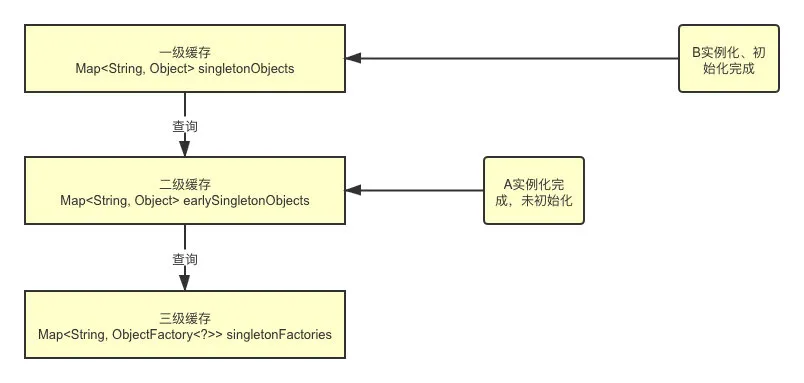 一级缓存
Map<String, Object> singletonObjects
B实例化、初
始化完成
查询
二级缓存
Map<String, Object> earlySingletonObjects
A实例化完
成，未初始化
查询
三级缓存
Map<String, ObjectFactory<?>> singletonFactories